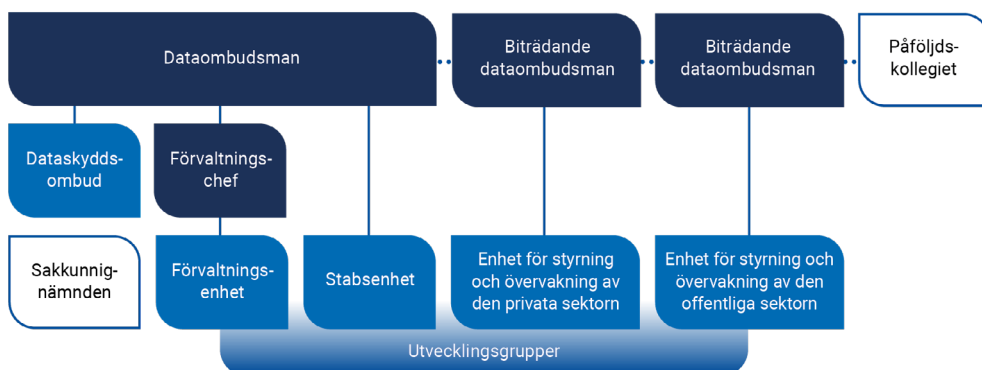 Dataombudsman
Biträdande
dataombudsman
Biträdande
dataombudsman
Påföljds-
kollegiet
Dataskydds-
ombud
Förvaltnings-
chef
Sakkunnig-
nämnden
Förvaltnings-
enhet
Stabsenhet
Enhet för styrning
och övervakning av
den privata sektorn
Enhet för styrning och
övervakning av den
offentliga sektorn
Utvecklingsgrupper